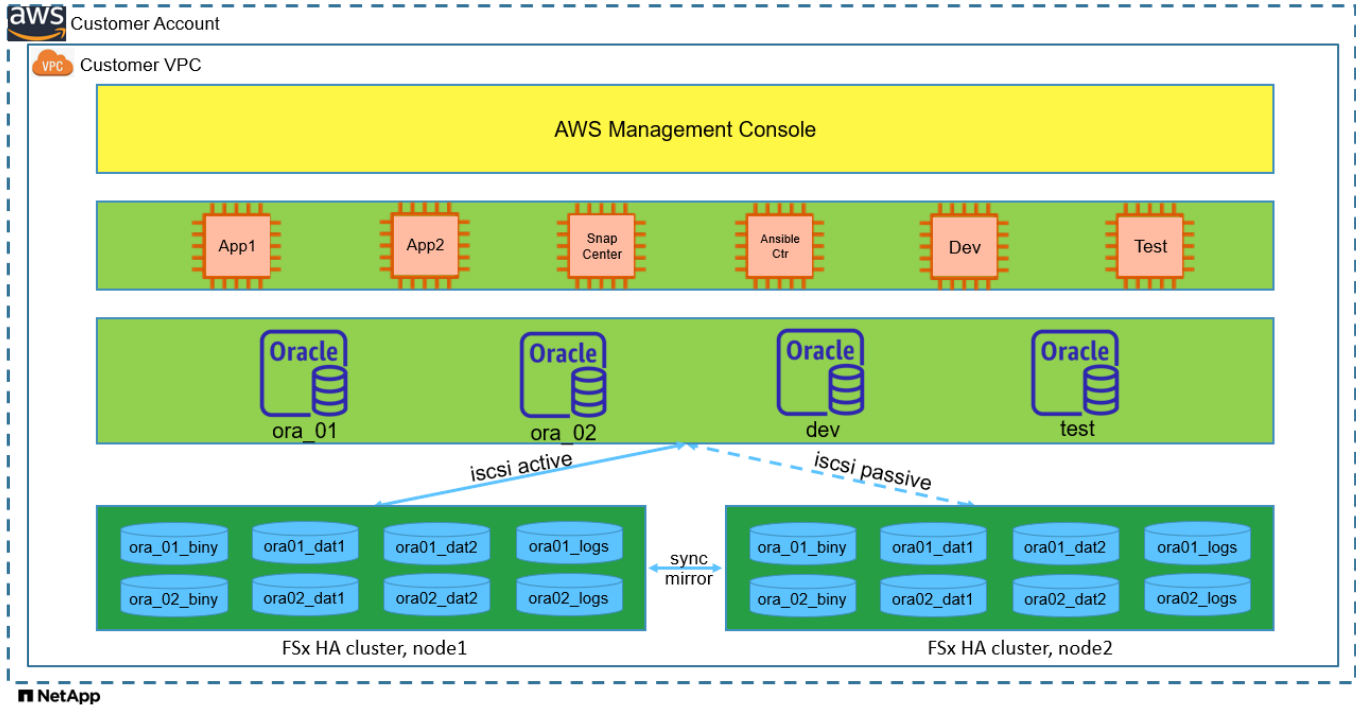 aws
Customer Account
VPC
Customer VPC
AWS Management Console
App1
App2
Snap
Center
Ansible
Ctr
Dev
Test
Oracle
Oracle
Oracle
Oracle
ora_01
ora_02
dev
test
iscsi active
iscsi passive
ora_01_biny
ora01_dat1
ora01_dat2
ora01_logs
ora_02_biny
ora02_dat1
ora02_dat2
ora02_logs
sync
mirror
ora_01_biny
ora01_dat1
ora01_dat2
ora01_logs
ora_02_biny
ora02_dat1
ora02_dat2
ora02_logs
FSx HA cluster, node1
FSx HA cluster, node2
NetApp